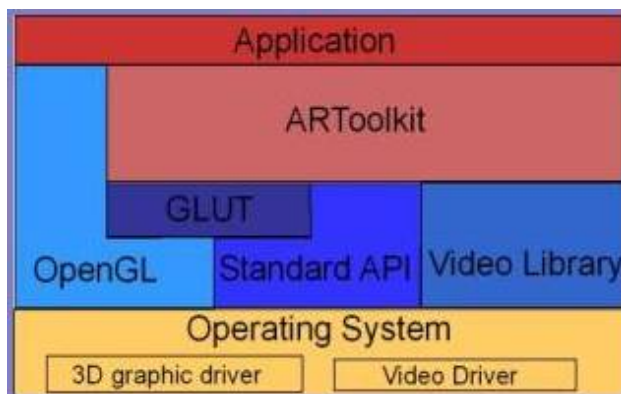 Application
ARToolkit
GLUT
OpenGL
Standard API
Video Library
Operating System
3D graphic driver
Video Driver